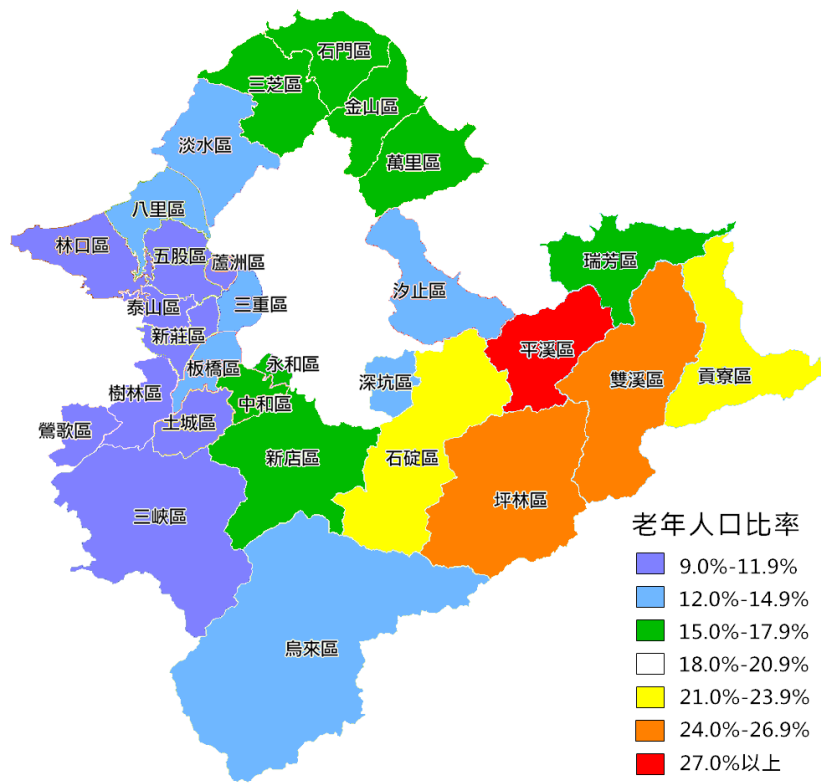 石門區
三芝區
金山區
淡水區
萬里區
八里區
林口區
五股區
蘆洲區
瑞芳區
汐止區
三重區
泰山區
新莊區
平溪區
永和區
板橋區
深坑區
雙溪區
貢寮區
樹林區
中和區
土城區
鶯歌區
新店區
石碇區
坪林區
三峽區
烏來區
老年人口比率
9.0%-11.9%
12.0%-14.9%
15.0%-17.9%
18.0%-20.9%
21.0%-23.9%
24.0%-26.9%
27.0%以上